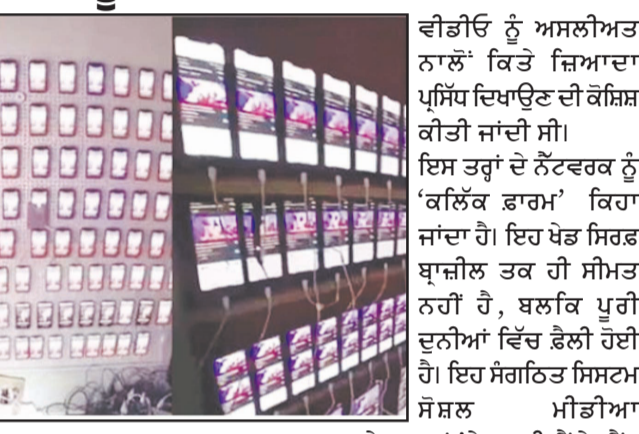 ਵੀਡੀਓ ਨੂੰ ਅਸਲੀਅਤ
ਨਾਲੋਂ ਕਿਤੇ ਜ਼ਿਆਦਾ
ਪ੍ਰਸਿੱਧ ਦਿਖਾਉਣ ਦੀ ਕੋਸ਼ਿਸ਼
ਕੀਤੀ ਜਾਂਦੀ ਸੀ।
ਇਸ ਤਰ੍ਹਾਂ ਦੇ ਨੈੱਟਵਰਕ ਨੂੰ
‘ਕਲਿੱਕ ਫ਼ਾਰਮ’ ਕਿਹਾ
ਜਾਂਦਾ ਹੈ। ਇਹ ਖੇਡ ਸਿਰਫ਼
ਬ੍ਰਾਜ਼ੀਲ ਤਕ ਹੀ ਸੀਮਤ
ਨਹੀਂ ਹੈ, ਬਲਕਿ ਪੂਰੀ
ਦੁਨੀਆਂ ਵਿੱਚ ਫ਼ੈਲੀ ਹੋਈ
ਹੈ। ਇਹ ਸੰਗਠਿਤ ਸਿਸਟਮ
ਸੋਸ਼ਲ ਮੀਡੀਆ